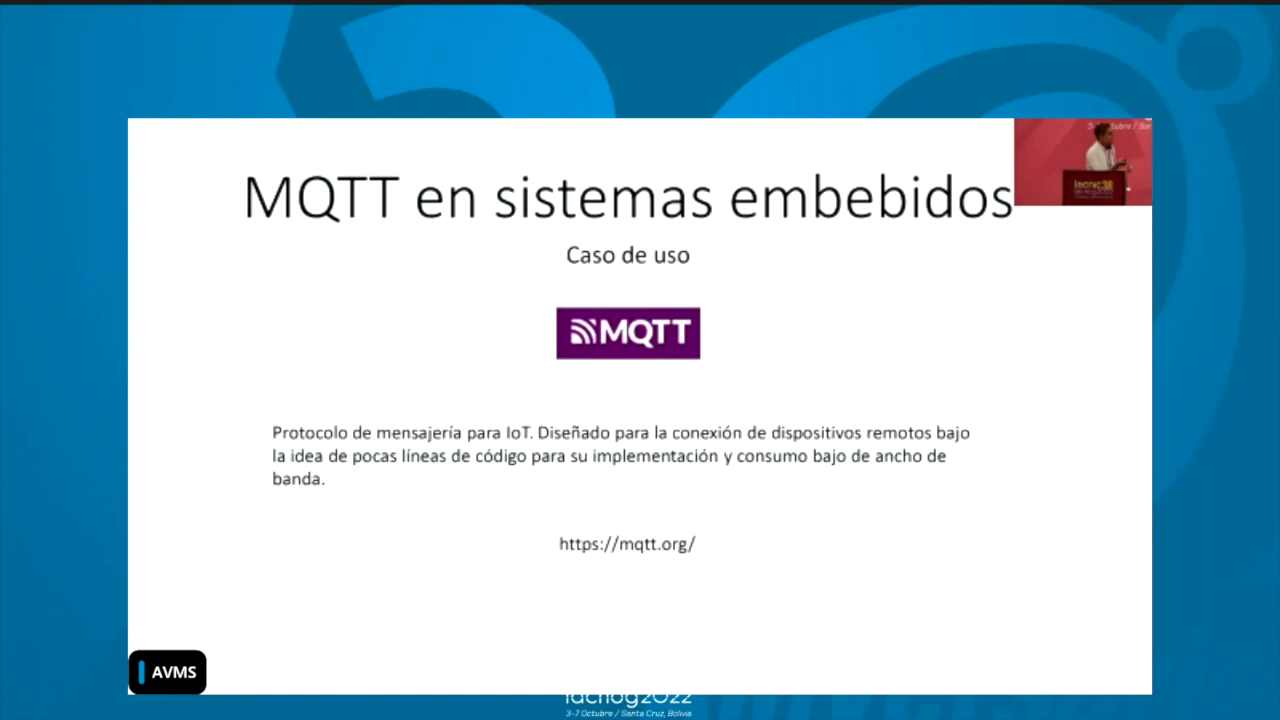 MQTT en sistemas embebidos
Caso de uso
MQTT
Protocolo de mensajería para IoT. Diseñado para la conexión de dispositivos remotos bajo
la idea de pocas líneas de código para su implementación y consumo bajo de ancho de
banda.
https://mqtt.org/
AVMS
lacnog2022
3-7 Octubre / Santa Cruz, Bolivia